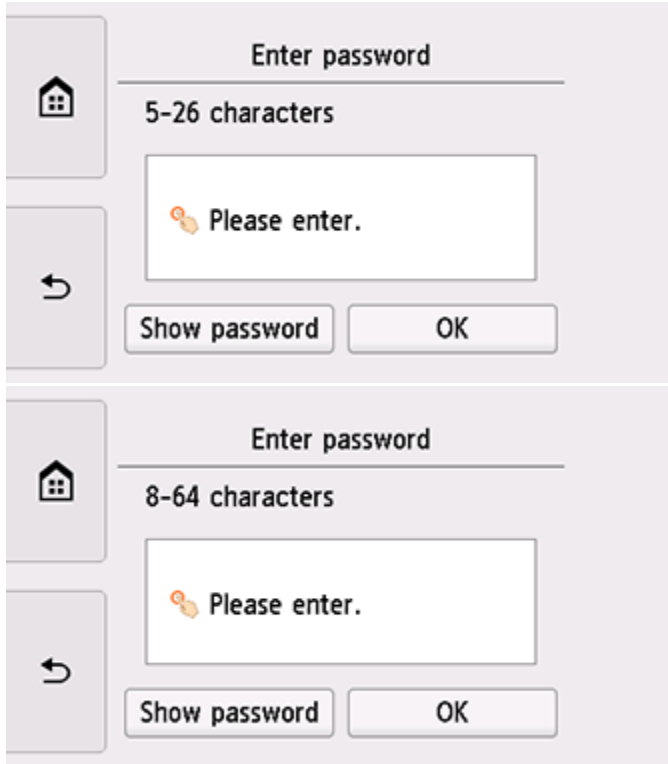 Enter password
5-26 characters
Please enter.
Show password OK
Enter password
8-64 characters
Please enter.
Show password OK